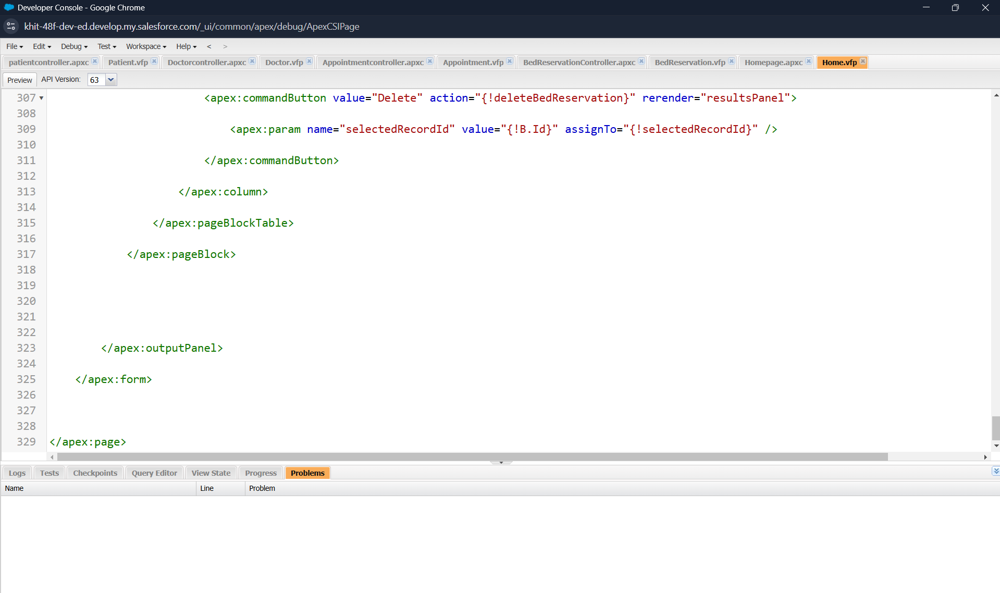 Developer Console - Google Chrome
khit-48f-dev-ed.develop.my.salesforce.com/_ui/common/apex/debug/ApexCSIPage
File Edit Debug Test Workspace Help < >
patientcontroller.apxc Patient.vfp Doctorcontroller.apxc Doctor.vfp Appointmentcontroller.apxc Appointment.vfp BedReservationController.apxc BedReservation.vfp Homepage.apxc Home.vfp
Preview API Version: 63
307 <apex:commandButton value="Delete" action="{!deleteBedReservation}" rerender="resultsPanel">
308
309 <apex:param name="selectedRecordId" value="{!B.Id}" assignTo="{!selectedRecordId}" />
310
311 </apex:commandButton>
312
313 </apex:column>
314
315 </apex:pageBlockTable>
316
317 </apex:pageBlock>
318
319
320
321
322
323 </apex:outputPanel>
324
325 </apex:form>
326
327
328
329 </apex:page>
Logs Tests Checkpoints Query Editor View State Progress Problems
Name Line Problem